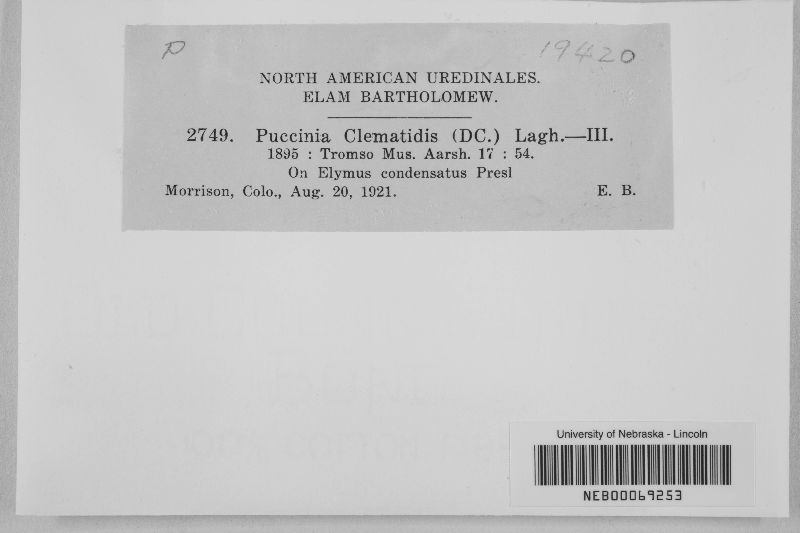 P 19420
NORTH AMERICAN UREDINALES.
ELAM BARTHOLOMEW.
2749. Puccinia Clematidis (DC.) Lagh.—III.
1895 : Tromso Mus. Aarsh. 17 : 54.
On Elymus condensatus Presl
Morrison, Colo., Aug. 20, 1921. E. B.
University of Nebraska - Lincoln
NEB00069253